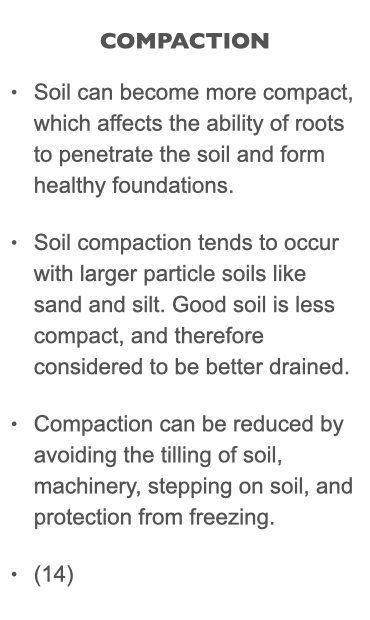 COMPACTION
• Soil can become more compact,
which affects the ability of roots
to penetrate the soil and form
healthy foundations.
• Soil compaction tends to occur
with larger particle soils like
sand and silt. Good soil is less
compact, and therefore
considered to be better drained.
• Compaction can be reduced by
avoiding the tilling of soil,
machinery, stepping on soil, and
protection from freezing.
• (14)